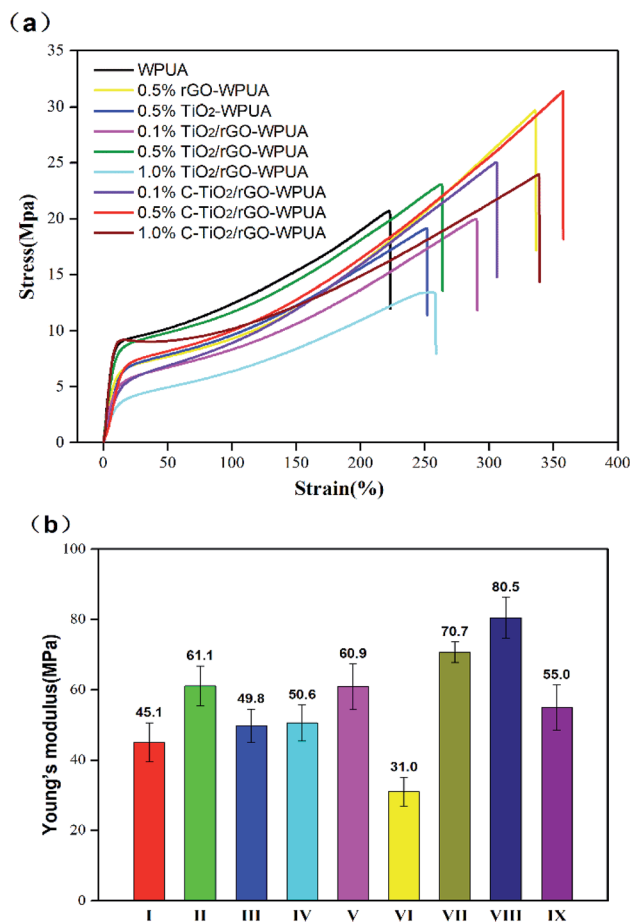 (a)
35
30
25
20
15
10
5
0
Stress(Mpa)
WPUA
0.5% rGO-WPUA
0.5% TiO₂-WPUA
0.1% TiO₂/rGO-WPUA
0.5% TiO₂/rGO-WPUA
1.0% TiO₂/rGO-WPUA
0.1% C-TiO₂/rGO-WPUA
0.5% C-TiO₂/rGO-WPUA
1.0% C-TiO₂/rGO-WPUA
0 50 100 150 200 250 300 350 400
Strain(%)
(b)
100
80
60
40
20
0
Young's modulus(MPa)
45.1 61.1 49.8 50.6 60.9 31.0 70.7 80.5 55.0
I II III IV V VI VII VIII IX